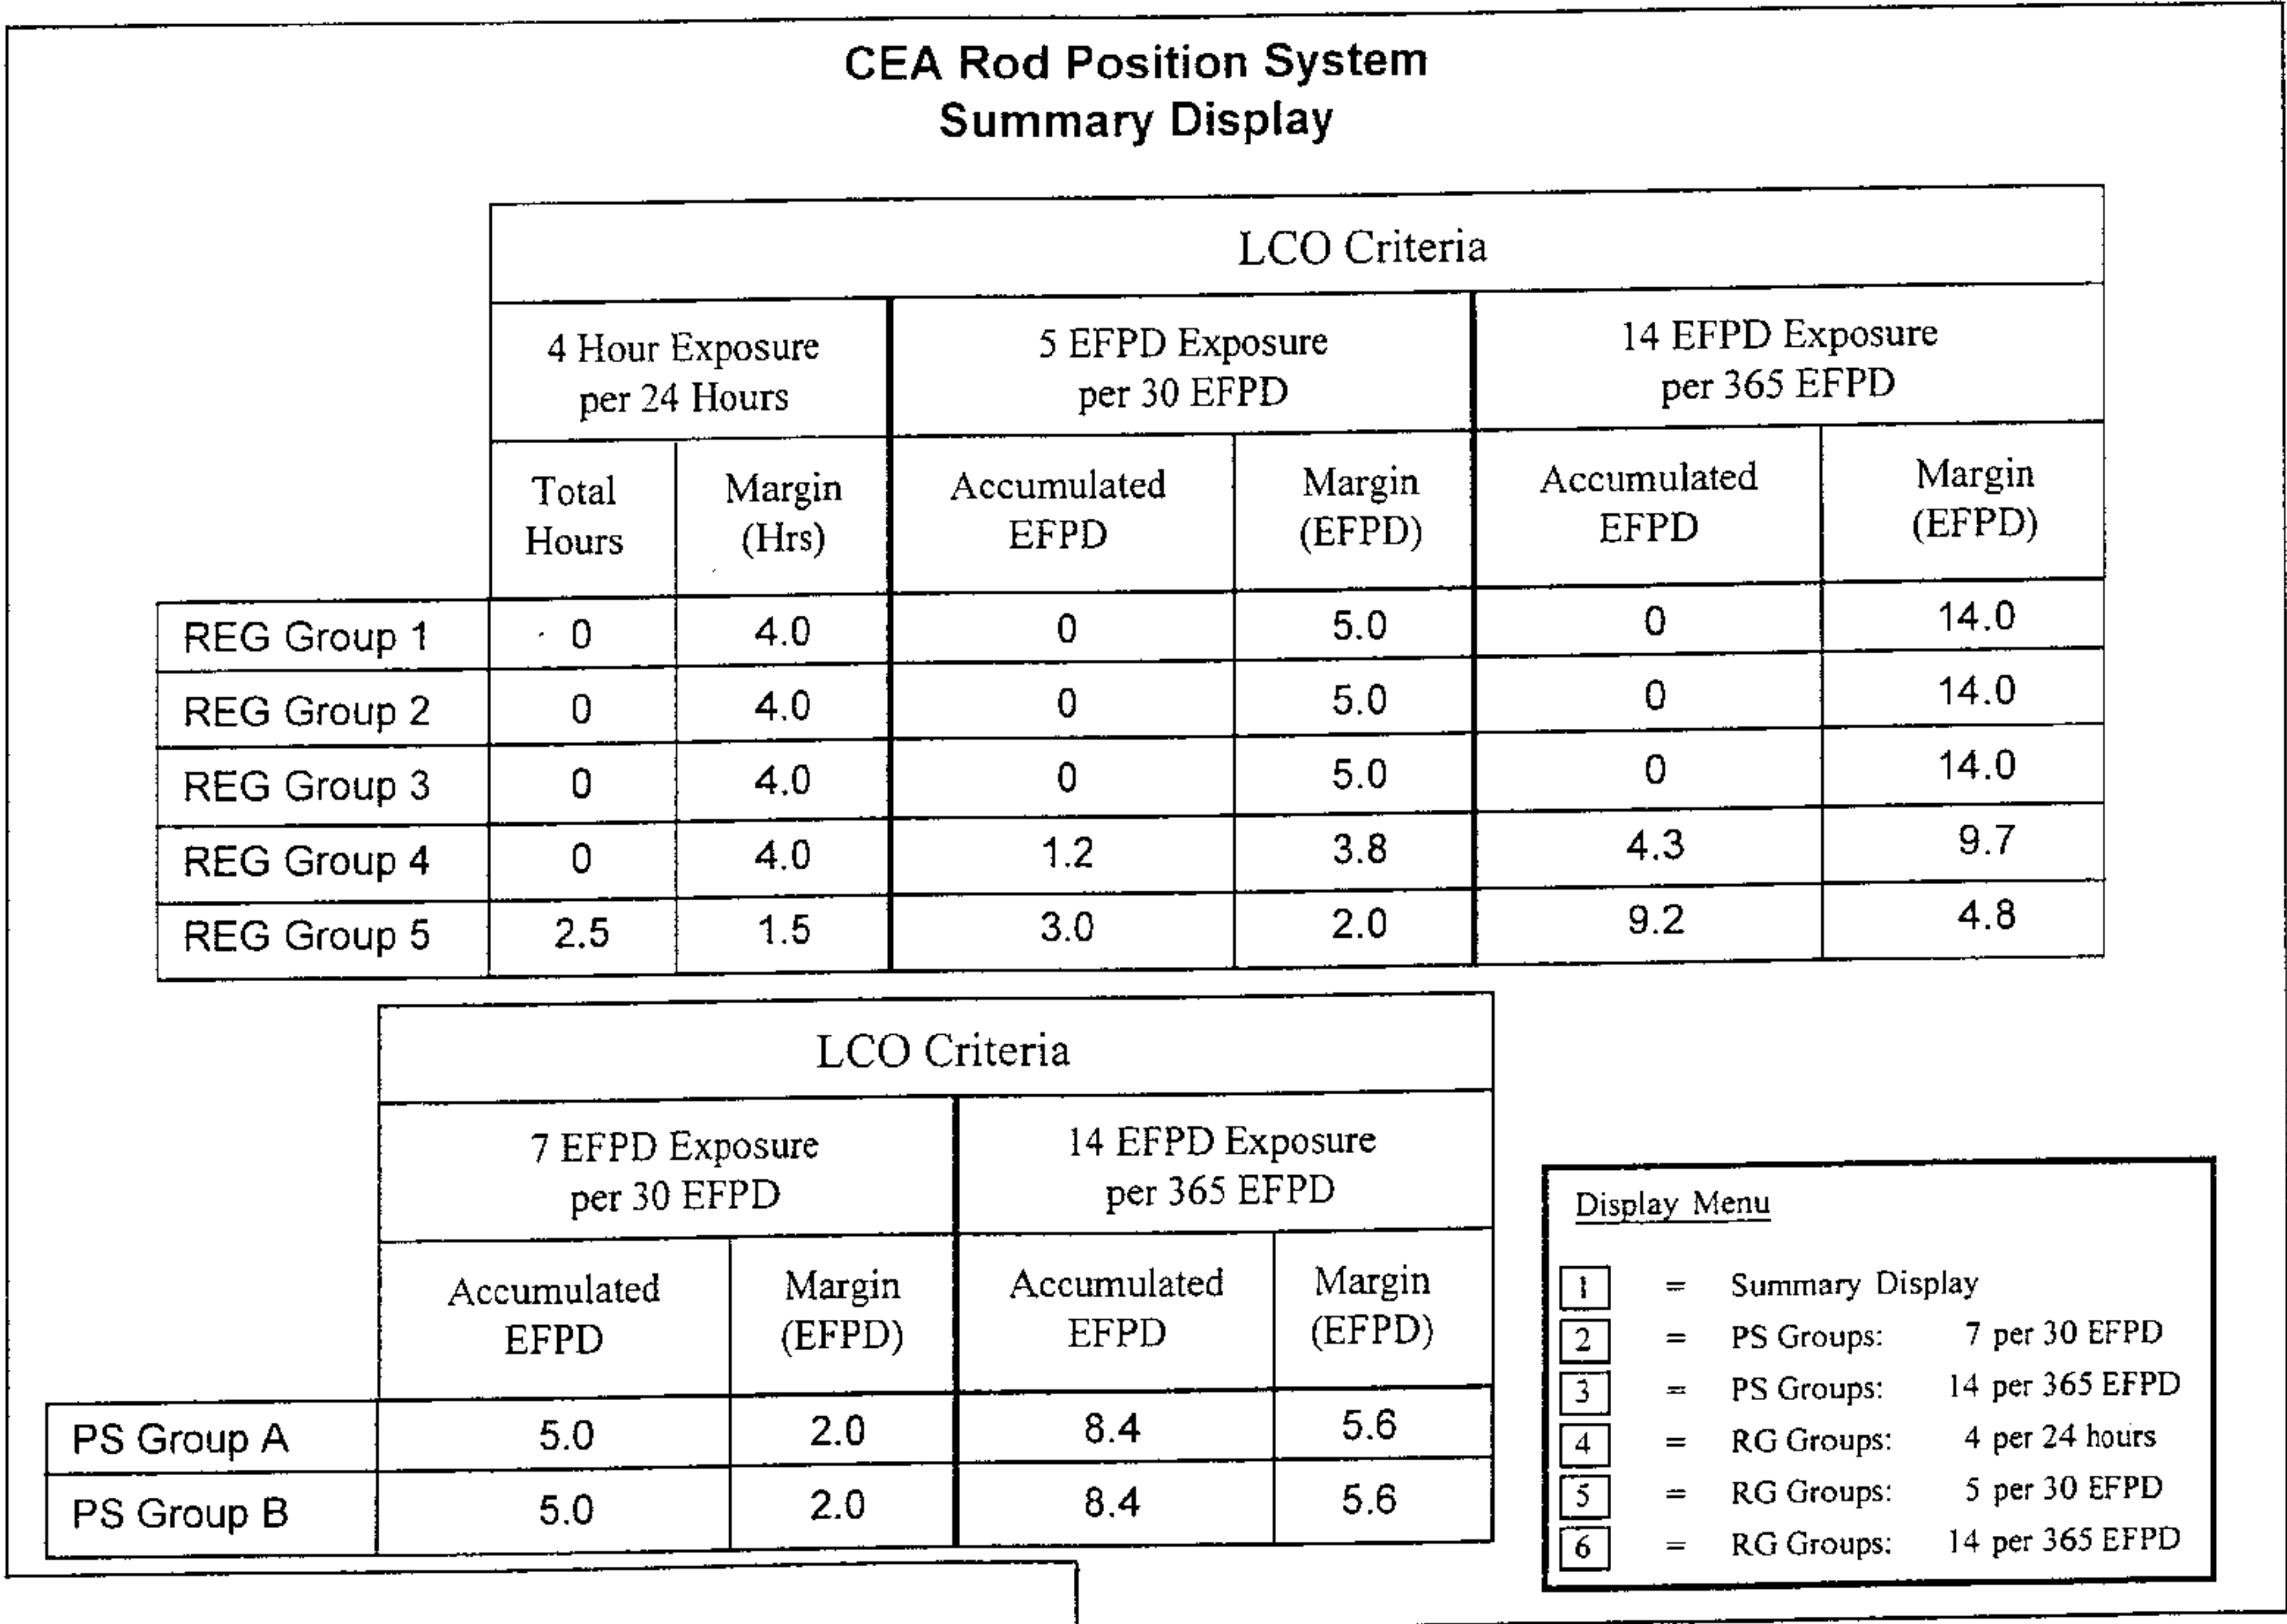 CEA Rod Position System
Summary Display
LCO Criteria
4 Hour Exposure
per 24 Hours
5 EFPD Exposure
per 30 EFPD
14 EFPD Exposure
per 365 EFPD
Total
Hours
Margin
(Hrs)
Accumulated
EFPD
Margin
(EFPD)
Accumulated
EFPD
Margin
(EFPD)
REG Group 1 0 4.0 0 5.0 0 14.0
REG Group 2 0 4.0 0 5.0 0 14.0
REG Group 3 0 4.0 0 5.0 0 14.0
REG Group 4 0 4.0 1.2 3.8 4.3 9.7
REG Group 5 2.5 1.5 3.0 2.0 9.2 4.8
LCO Criteria
7 EFPD Exposure
per 30 EFPD
14 EFPD Exposure
per 365 EFPD
Accumulated
EFPD
Margin
(EFPD)
Accumulated
EFPD
Margin
(EFPD)
PS Group A 5.0 2.0 8.4 5.6
PS Group B 5.0 2.0 8.4 5.6
Display Menu
1 = Summary Display
2 = PS Groups: 7 per 30 EFPD
3 = PS Groups: 14 per 365 EFPD
4 = RG Groups: 4 per 24 hours
5 = RG Groups: 5 per 30 EFPD
6 = RG Groups: 14 per 365 EFPD